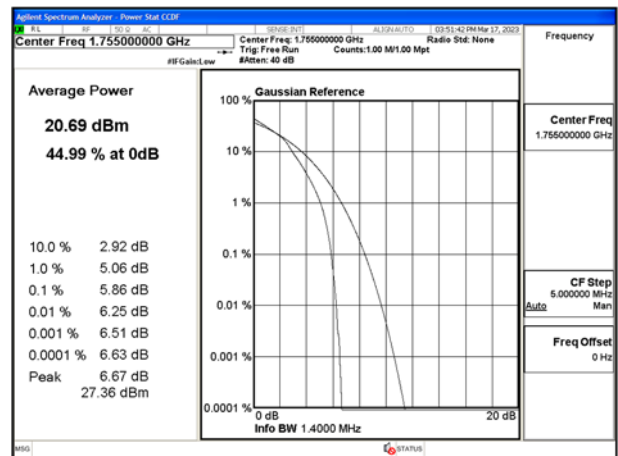 Agilent Spectrum Analyzer - Power Stat CCDF
RL RF 50 Ω AC SENSE:INT ALIGNAUTO 03:51:42 PM Mar 17, 2023
Center Freq 1.755000000 GHz
Center Freq: 1.755000000 GHz Radio Std: None
Trig: Free Run Counts:1.00 M/1.00 Mpt
#IFGain:Low #Atten: 40 dB
Frequency
Average Power
20.69 dBm
44.99 % at 0dB
10.0 % 2.92 dB
1.0 % 5.06 dB
0.1 % 5.86 dB
0.01 % 6.25 dB
0.001 % 6.51 dB
0.0001 % 6.63 dB
Peak 6.67 dB
27.36 dBm
Gaussian Reference
100 %
10 %
1 %
0.1 %
0.01 %
0.001 %
0.0001 %
0 dB 20 dB
Info BW 1.4000 MHz
Center Freq
1.755000000 GHz
CF Step
5.000000 MHz
Auto Man
Freq Offset
0 Hz
MSG STATUS